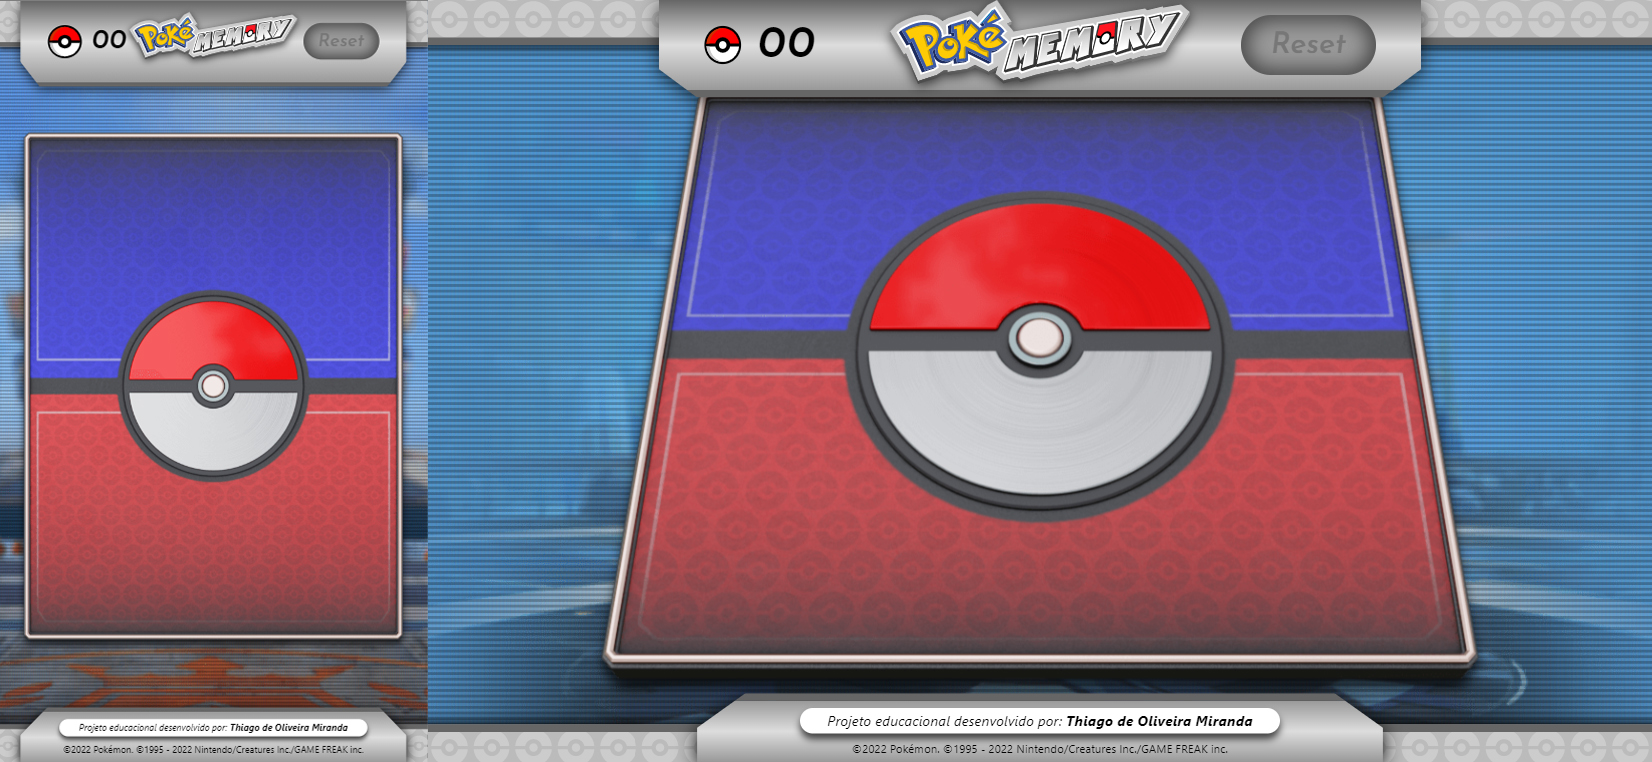 00
Poké MEMORY
Reset
Projeto educacional desenvolvido por: Thiago de Oliveira Miranda
©2022 Pokémon. ©1995 - 2022 Nintendo/Creatures Inc./GAME FREAK inc.
00
Poké MEMORY
Reset
Projeto educacional desenvolvido por: Thiago de Oliveira Miranda
©2022 Pokémon. ©1995 - 2022 Nintendo/Creatures Inc./GAME FREAK inc.